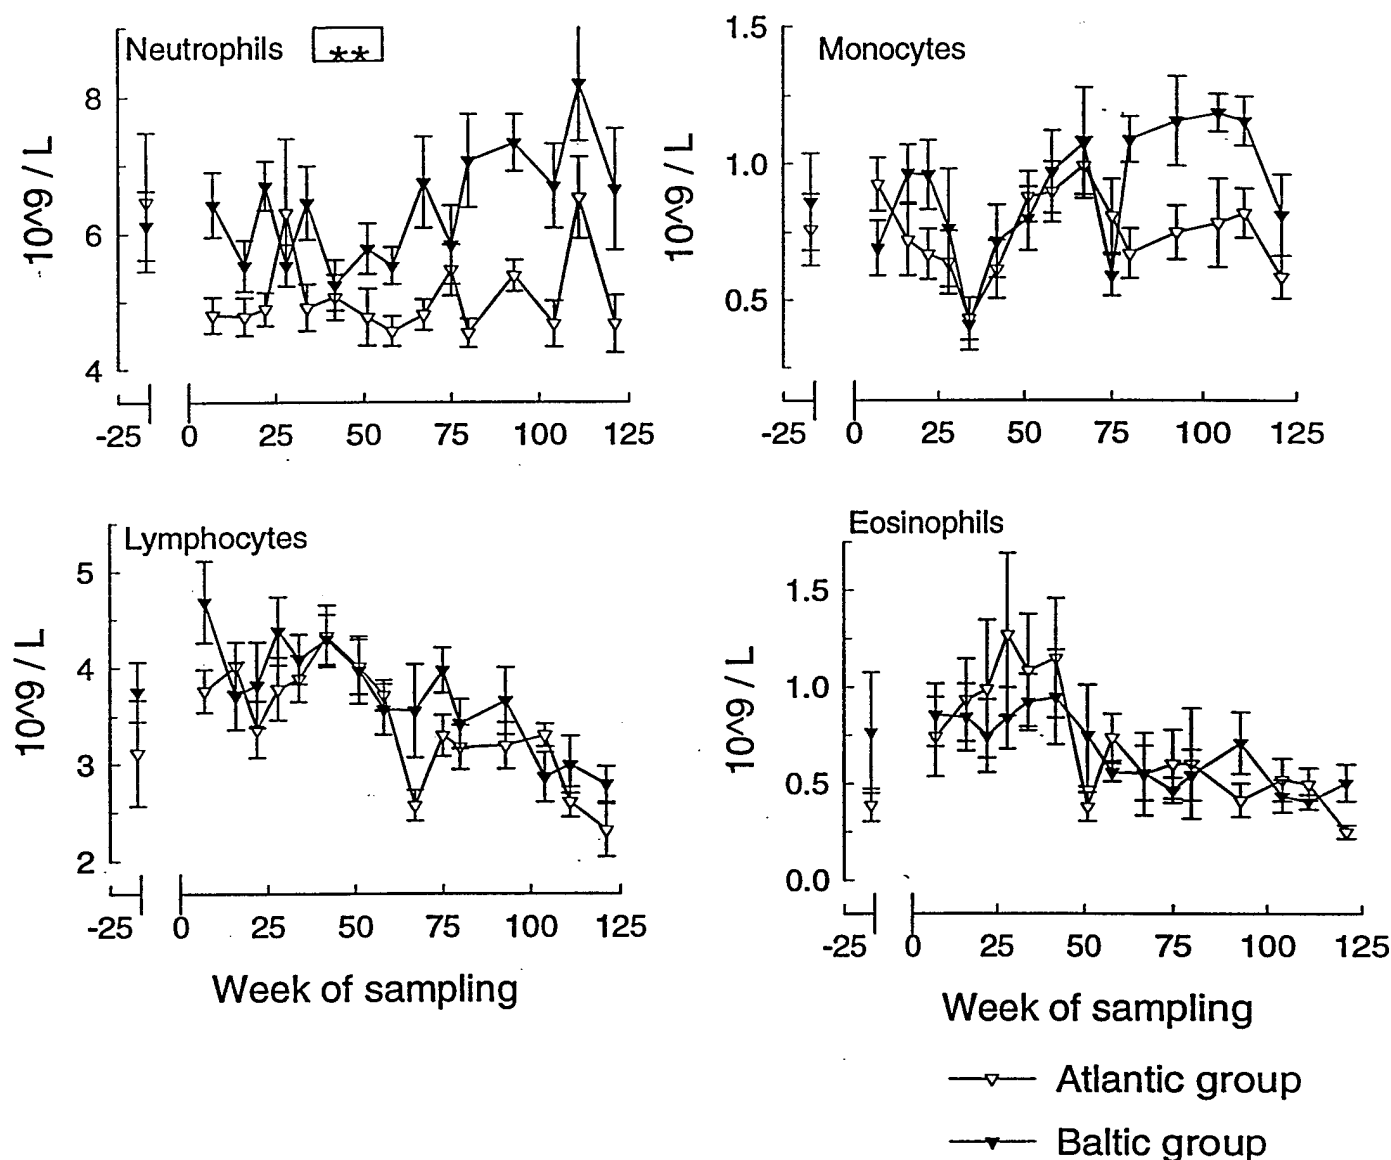 Neutrophils **
10^9 / L
8
6
4
-25 0 25 50 75 100 125
Monocytes
10^9 / L
1.5
1.0
0.5
-25 0 25 50 75 100 125
Lymphocytes
10^9 / L
5
4
3
2
-25 0 25 50 75 100 125
Week of sampling
Eosinophils
10^9 / L
1.5
1.0
0.5
0.0
-25 0 25 50 75 100 125
Week of sampling
Atlantic group
Baltic group